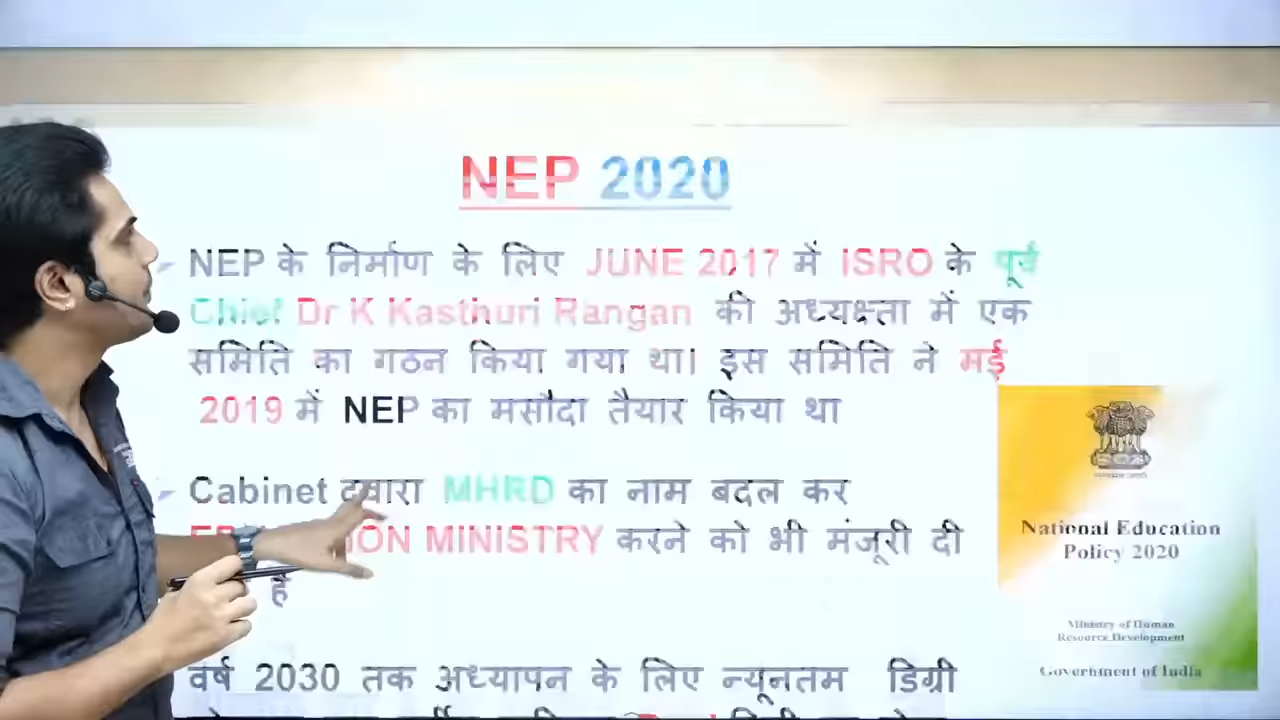 NEP 2020
NEP के निर्माण के लिए JUNE 2017 में ISRO के पूर्व
Chief Dr K Kasthuri Rangan की अध्यक्ष्ता में एक
समिति का गठन किया गया था। इस समिति ने मई
2019 में NEP का मसौदा तैयार किया था
Cabinet दवारा MHRD का नाम बदल कर
MINISTRY करने को भी मंजूरी दी
है
वर्ष 2030 तक अध्यापन के लिए न्यूनतम डिग्री
National Education
Policy 2020
Ministry of Human
Resource Development
Government of India